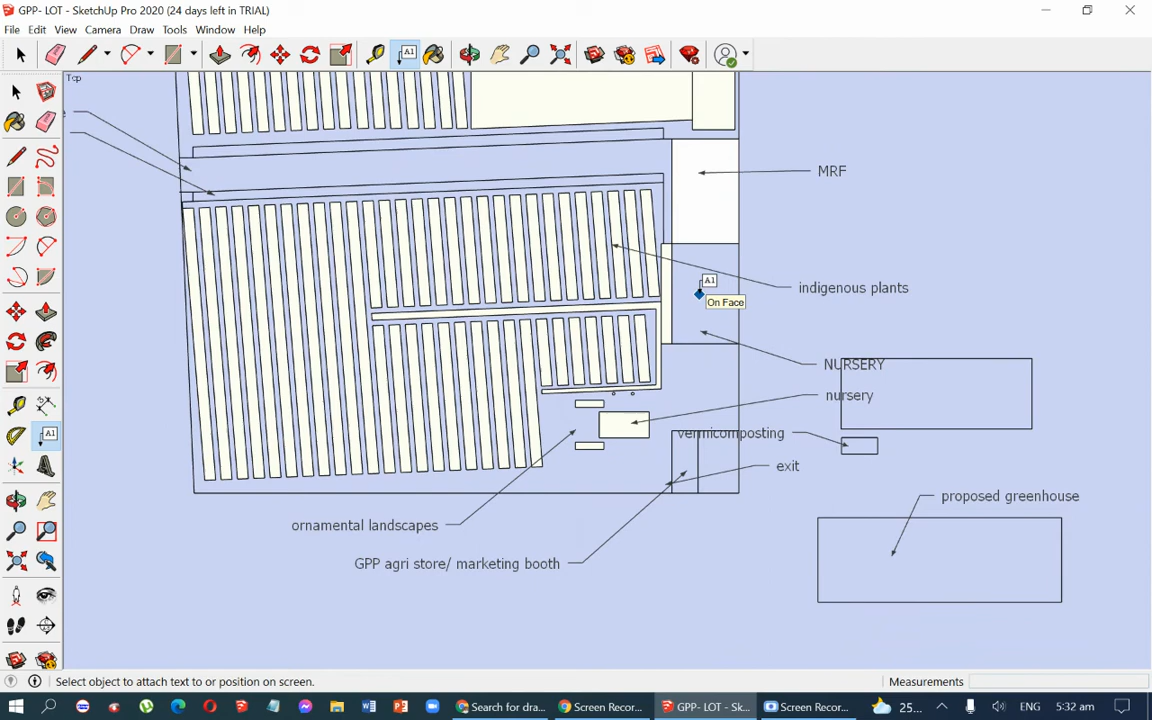 GPP- LOT - SketchUp Pro 2020 (24 days left in TRIAL)
File Edit View Camera Draw Tools Window Help
A1
Top
e
MRF
A1
On Face
indigenous plants
NURSERY
nursery
vermicomposting
exit
proposed greenhouse
ornamental landscapes
GPP agri store/ marketing booth
A1
Select object to attach text to or position on screen.
Measurements
Search for dra...
Screen Recor...
GPP- LOT - Sk...
Screen Recor...
25...
ENG
5:32 am